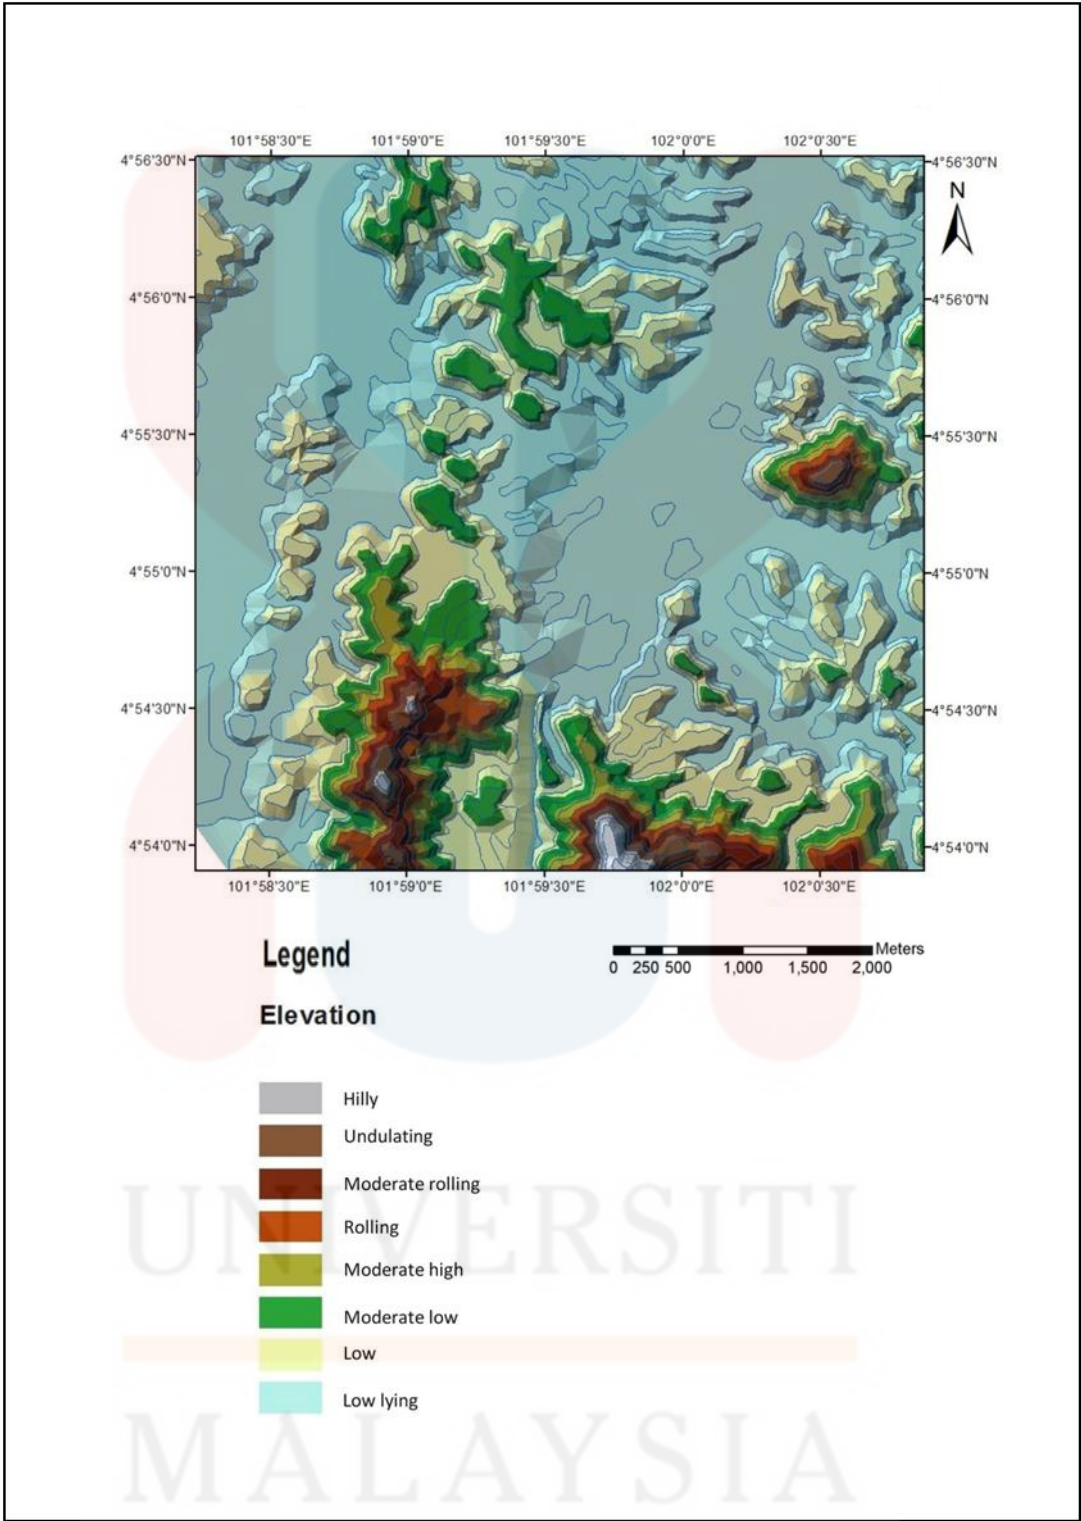 101°58'30"E 101°59'0"E 101°59'30"E 102°0'0"E 102°0'30"E
4°56'30"N 4°56'30"N
N
4°56'0"N 4°56'0"N
4°55'30"N 4°55'30"N
4°55'0"N 4°55'0"N
4°54'30"N 4°54'30"N
4°54'0"N 4°54'0"N
101°58'30"E 101°59'0"E 101°59'30"E 102°0'0"E 102°0'30"E
Legend
Meters
0 250 500 1,000 1,500 2,000
Elevation
Hilly
Undulating
Moderate rolling
Rolling
Moderate high
Moderate low
Low
Low lying
UNIVERSITI
MALAYSIA